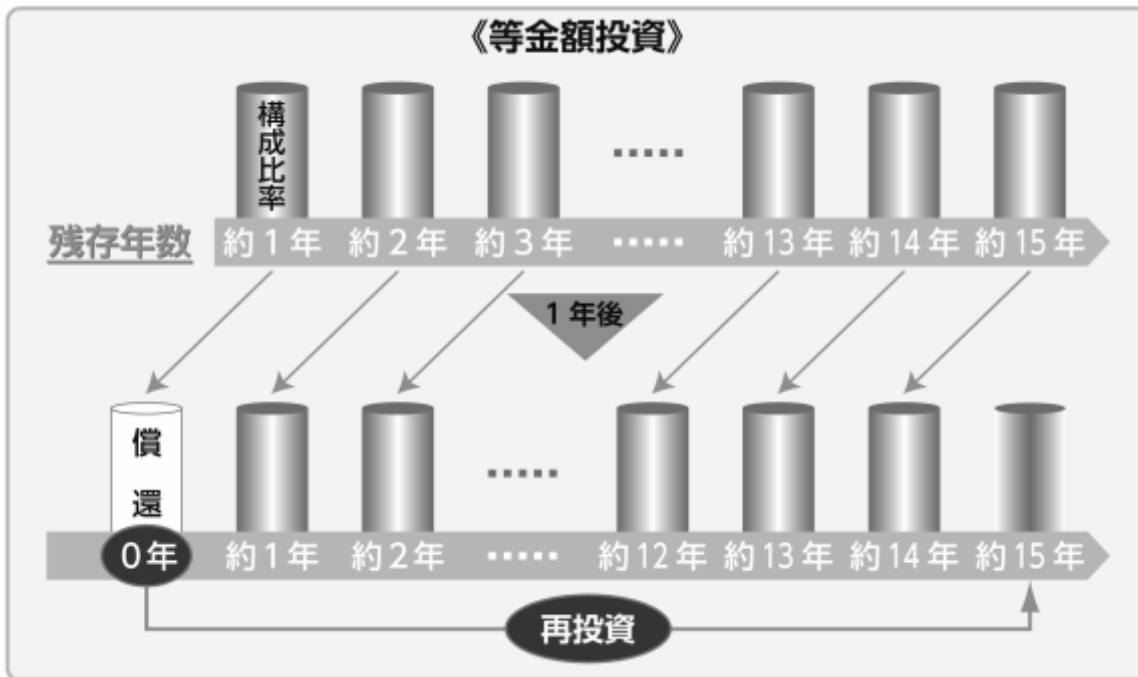 《等金額投資》
構成比率
残存年数
約1年 約2年 約3年 ····· 約13年 約14年 約15年
1年後
償還
0年 約1年 約2年 ····· 約12年 約13年 約14年 約15年
再投資